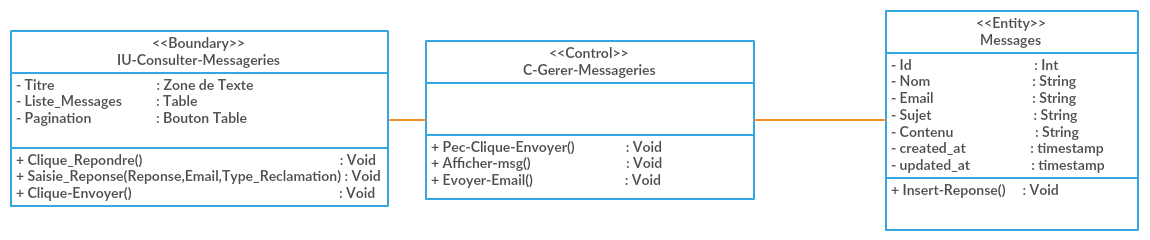 <<Boundary>>
IU-Consulter-Messageries
- Titre : Zone de Texte
- Liste_Messages : Table
- Pagination : Bouton Table
+ Clique_Repondre() : Void
+ Saisie_Reponse(Reponse,Email,Type_Reclamation) : Void
+ Clique-Envoyer() : Void
<<Control>>
C-Gerer-Messageries
+ Pec-Clique-Envoyer() : Void
+ Afficher-msg() : Void
+ Evoyer-Email() : Void
<<Entity>>
Messages
- Id : Int
- Nom : String
- Email : String
- Sujet : String
- Contenu : String
- created_at : timestamp
- updated_at : timestamp
+ Insert-Reponse() : Void